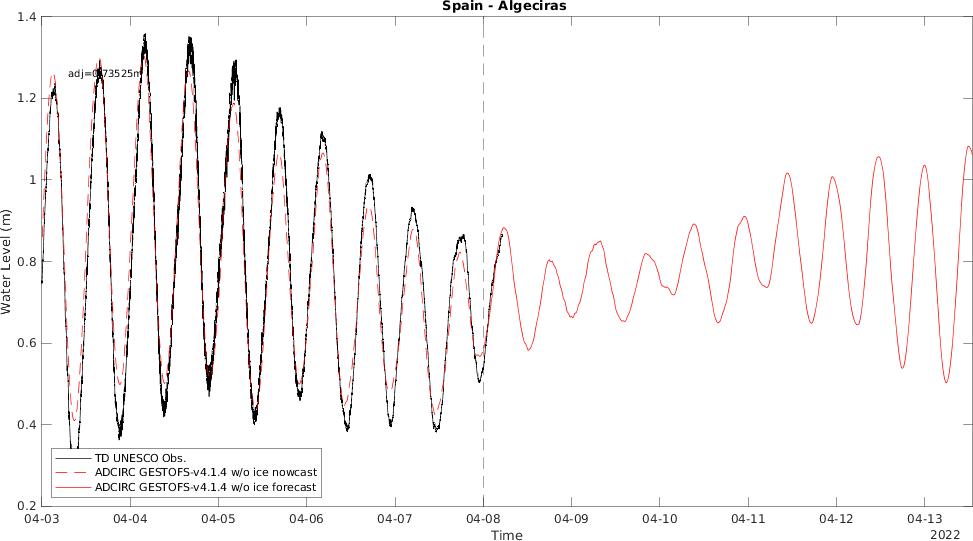 Spain - Algeciras
1.4
1.2
1
0.8
0.6
0.4
0.2
Water Level (m)
adj=0.73525m
TD UNESCO Obs.
ADCIRC GESTOFS-v4.1.4 w/o ice nowcast
ADCIRC GESTOFS-v4.1.4 w/o ice forecast
04-03 04-04 04-05 04-06 04-07 04-08 04-09 04-10 04-11 04-12 04-13
Time
2022